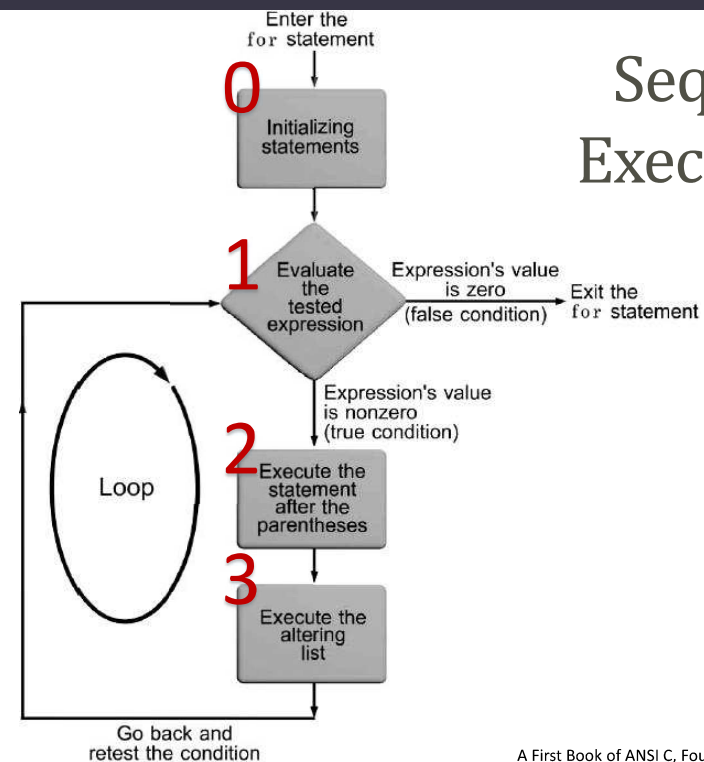 Enter the
for statement
0
Initializing
statements
1
Evaluate
the
tested
expression
Expression's value
is zero
(false condition)
Exit the
for statement
Expression's value
is nonzero
(true condition)
2
Execute the
statement
after the
parentheses
Loop
3
Execute the
altering
list
Go back and
retest the condition
Seq
Exec
A First Book of ANSI C, Fou